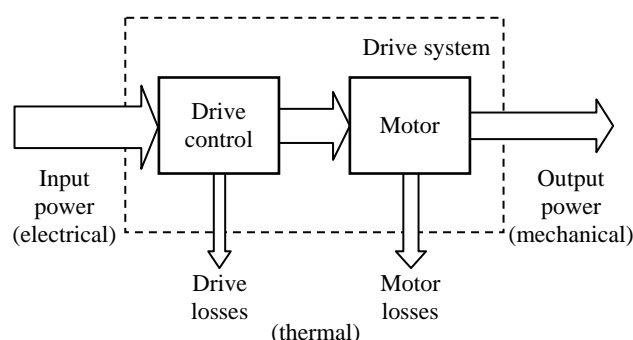 Drive system
Drive
control
Motor
Input
power
(electrical)
Output
power
(mechanical)
Drive
losses
Motor
losses
(thermal)